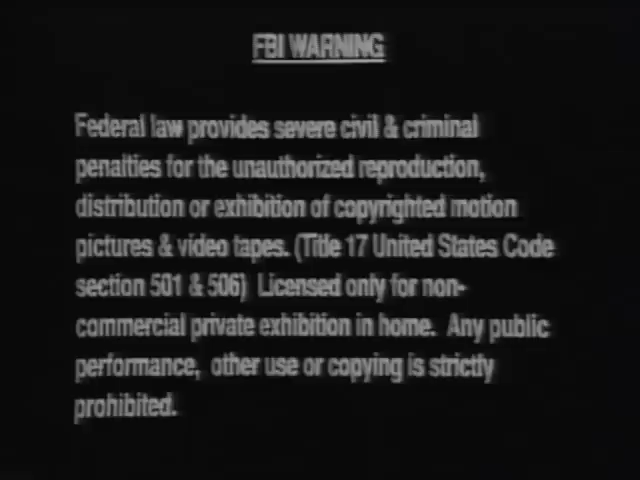 FBI WARNING
Federal law provides severe civil & criminal
penalties for the unauthorized reproduction,
distribution or exhibition of copyrighted motion
pictures & video tapes. (Title 17 United States Code
section 501 & 506) Licensed only for non-
commercial private exhibition in home. Any public
performance, other use or copying is strictly
prohibited.